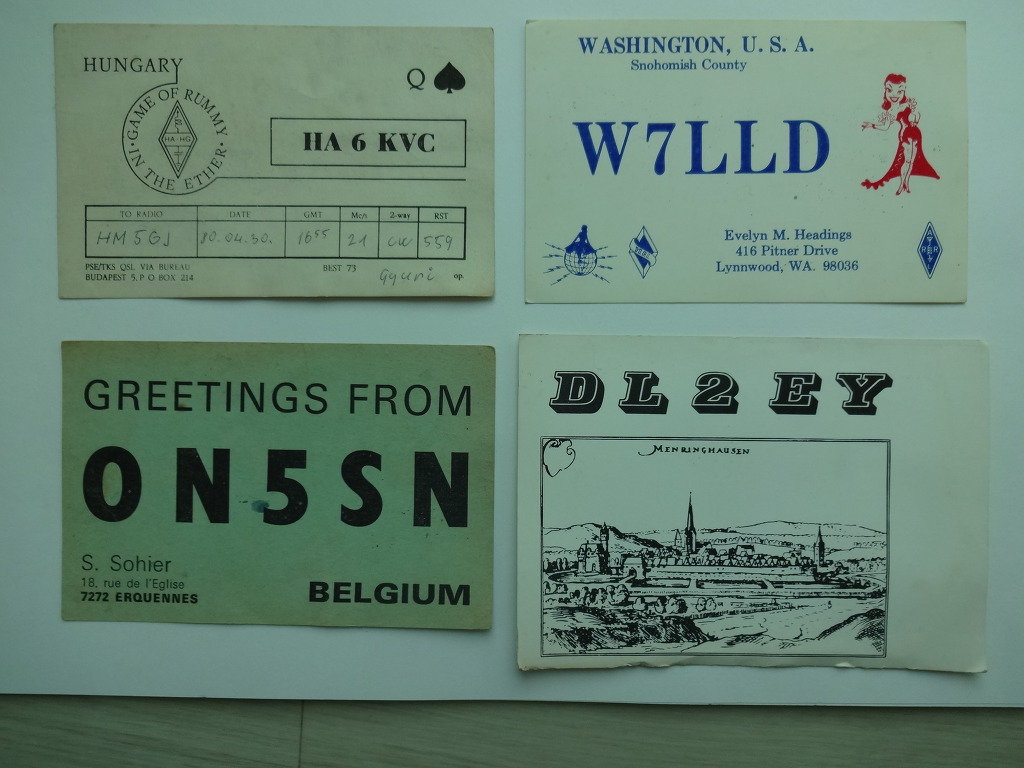 HUNGARY
Q
IN GAME OF RUMMY
IN THE ETHER
HA-HG
HA 6 KVC
TO RADIO DATE GMT Mc/s 2-way RST
HM5GJ 10.04.30. 1655 21 cw 559
PSE/TKS QSL VIA BUREAU
BUDAPEST 5, P O BOX 214
BEST 73
Gyuri op.
WASHINGTON, U. S. A.
Snohomish County
W7LLD
Evelyn M. Headings
416 Pitner Drive
Lynnwood, WA. 98036
GREETINGS FROM
ON5SN
S. Sohier
18, rue de l'Eglise
7272 ERQUENNES
BELGIUM
DL2EY
MENRINGHAUSEN